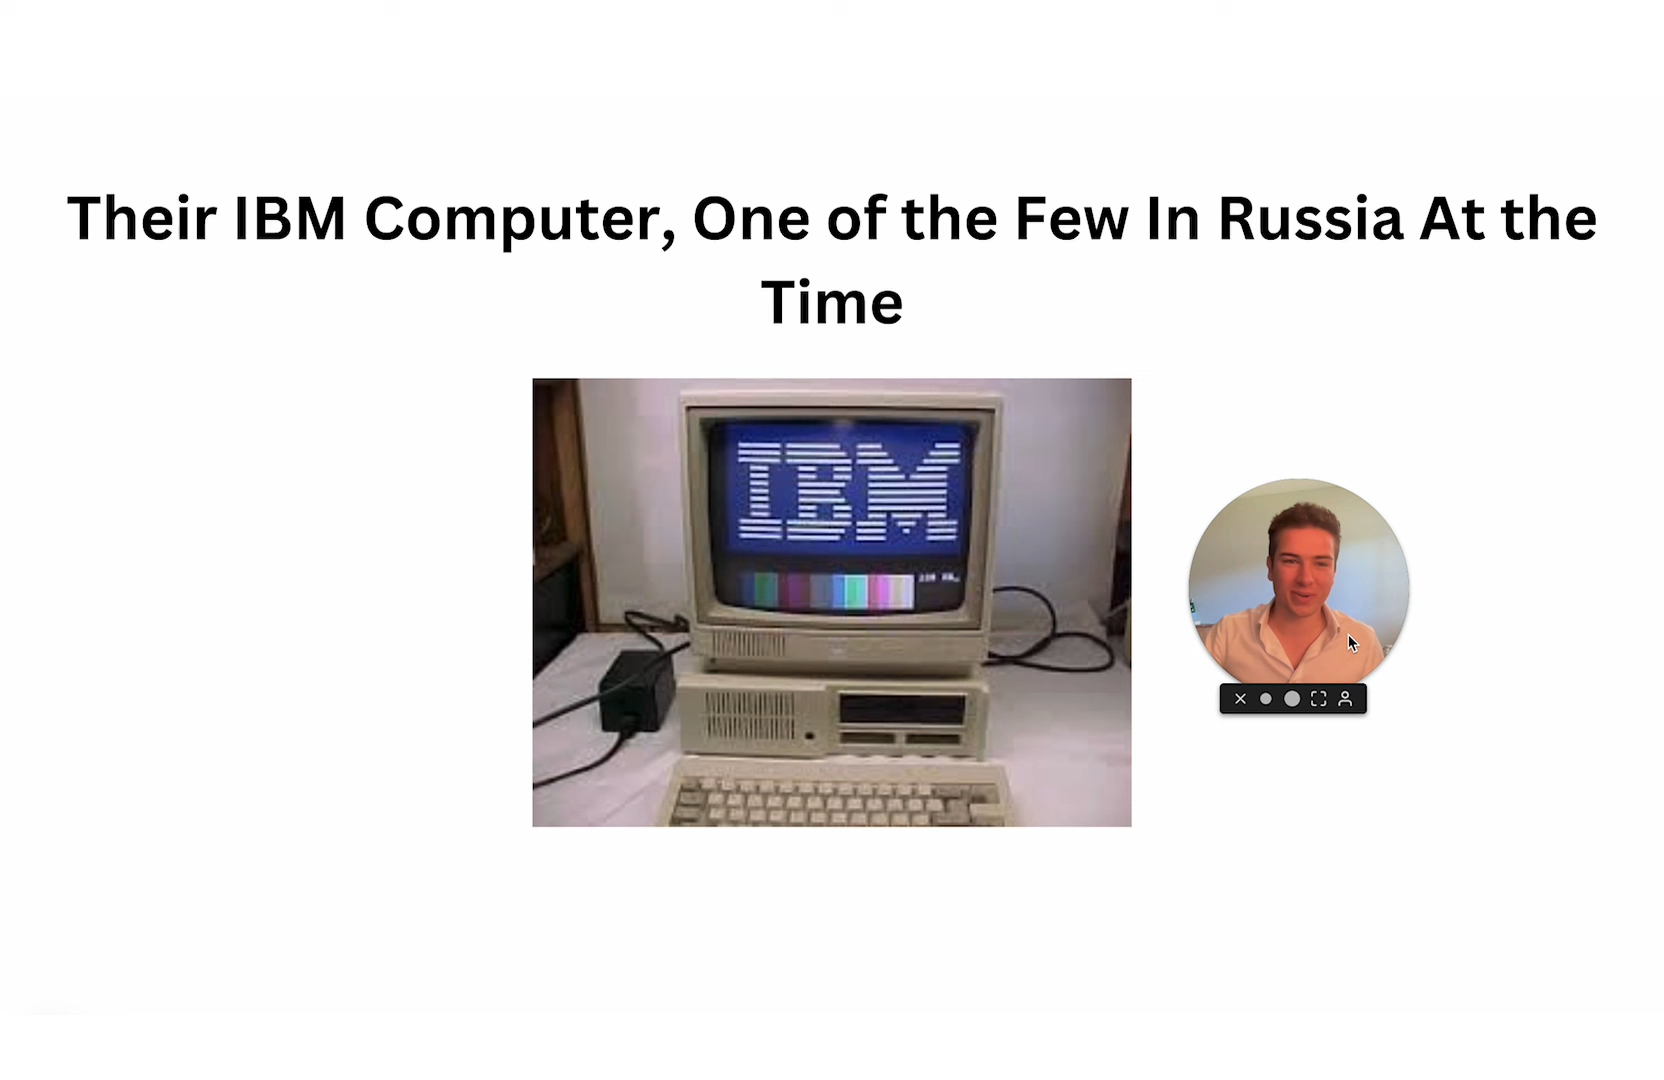 Their IBM Computer, One of the Few In Russia At the
Time
IBM